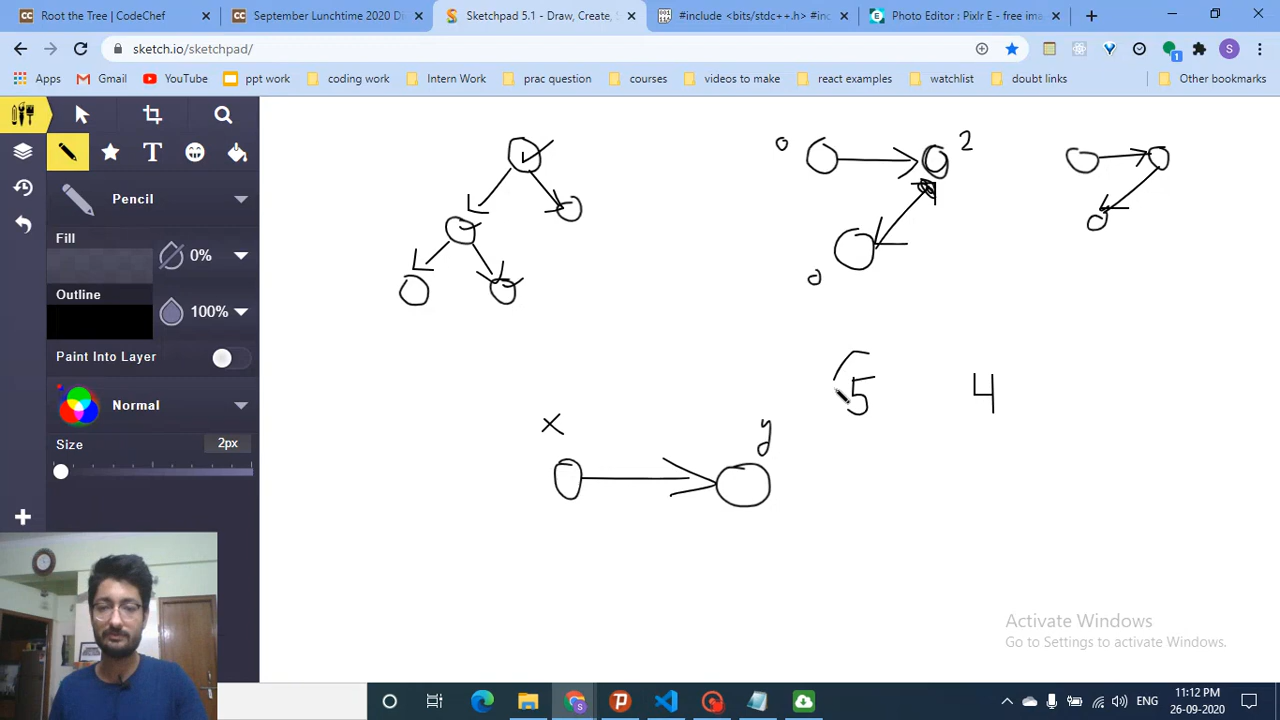 Root the Tree | CodeChef
September Lunchtime 2020 Di
Sketchpad 5.1 - Draw, Create, S
#include <bits/stdc++.h> #inc
Photo Editor : Pixlr E - free ima
sketch.io/sketchpad/
S
1
Apps
Gmail
YouTube
ppt work
coding work
Intern Work
prac question
courses
videos to make
react examples
watchlist
doubt links
Other bookmarks
Pencil
Fill
0%
Outline
100%
Paint Into Layer
Normal
Size
2px
0
2
0
5
4
x
y
Activate Windows
Go to Settings to activate Windows.
ENG
11:12 PM
26-09-2020